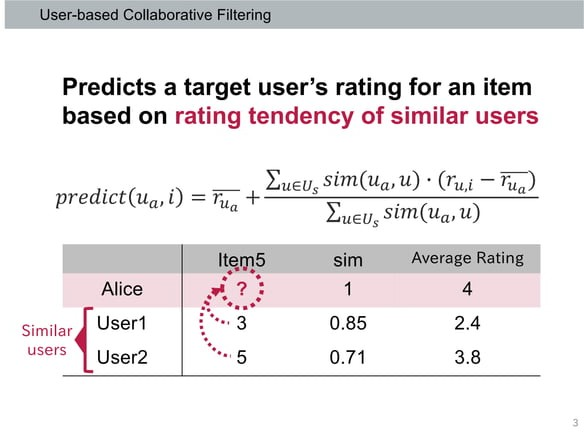 User-based Collaborative Filtering
Predicts a target user’s rating for an item
based on rating tendency of similar users
$predict(u_a, i) = \overline{r_{u_a}} + \frac{\sum_{u \in U_s} sim(u_a, u) \cdot (r_{u,i} - \overline{r_{u_a}})}{\sum_{u \in U_s} sim(u_a, u)}$
Item5 sim Average Rating
Alice ? 1 4
Similar users
User1 3 0.85 2.4
User2 5 0.71 3.8
3